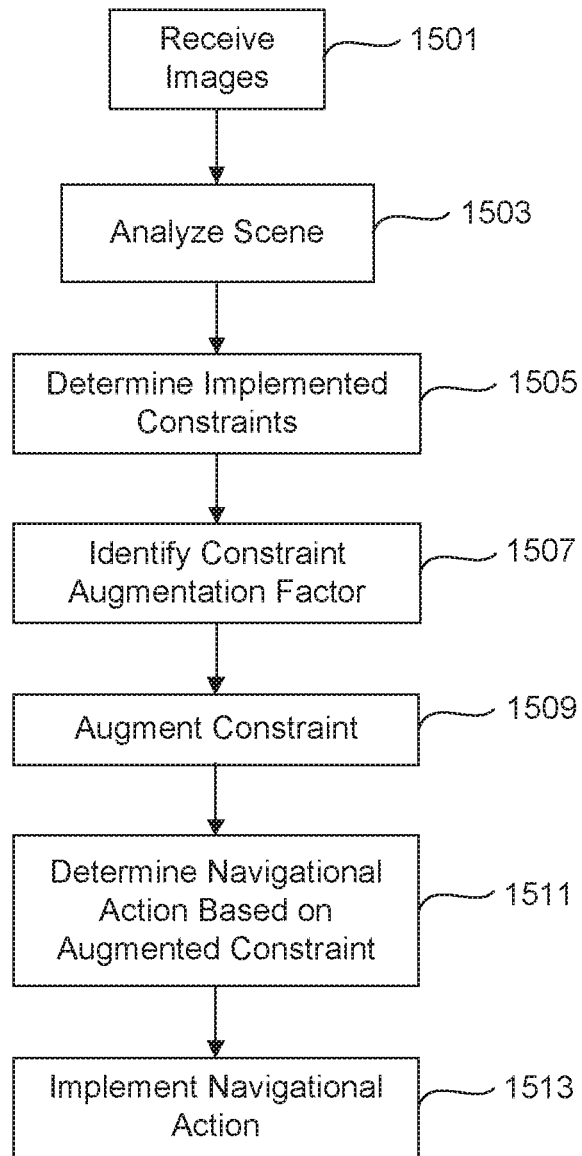 Receive
Images
1501
Analyze Scene
1503
Determine Implemented
Constraints
1505
Identify Constraint
Augmentation Factor
1507
Augment Constraint
1509
Determine Navigational
Action Based on
Augmented Constraint
1511
Implement Navigational
Action
1513